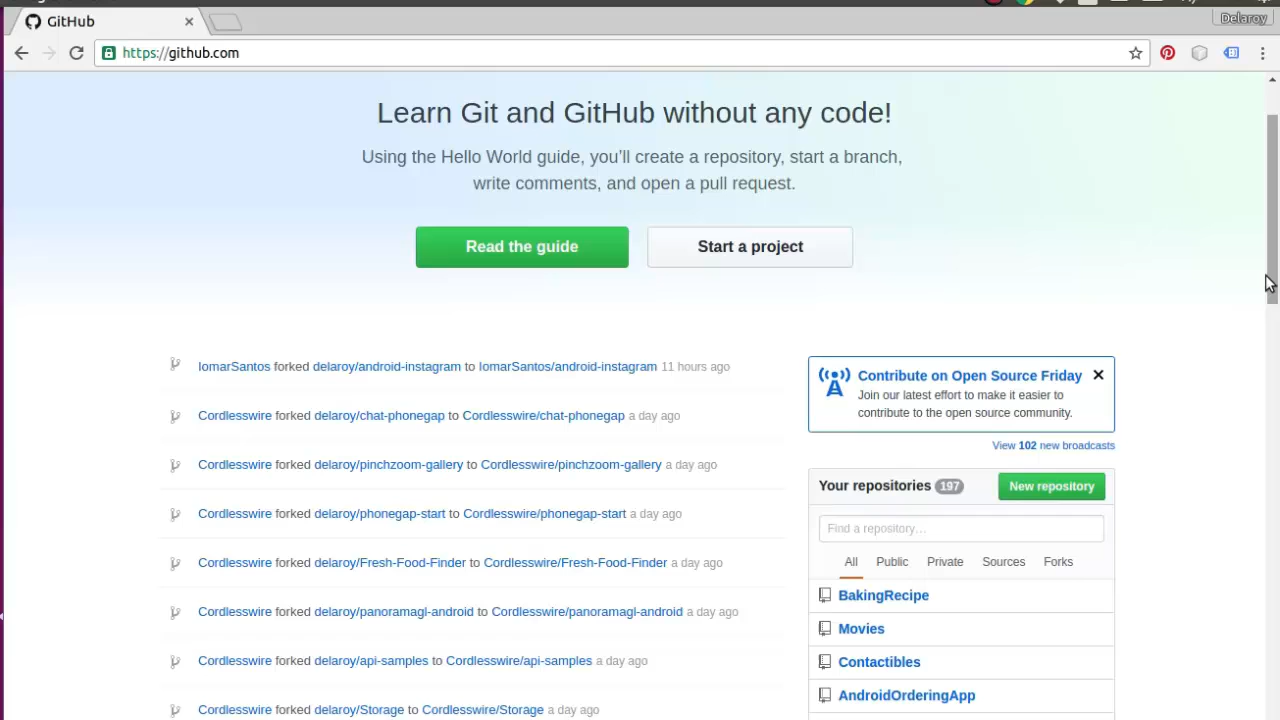 GitHub
Delaroy
https://github.com
Learn Git and GitHub without any code!
Using the Hello World guide, you'll create a repository, start a branch,
write comments, and open a pull request.
Read the guide
Start a project
IomarSantos forked delaroy/android-instagram to IomarSantos/android-instagram 11 hours ago
Cordlesswire forked delaroy/chat-phonegap to Cordlesswire/chat-phonegap a day ago
Cordlesswire forked delaroy/pinchzoom-gallery to Cordlesswire/pinchzoom-gallery a day ago
Cordlesswire forked delaroy/phonegap-start to Cordlesswire/phonegap-start a day ago
Cordlesswire forked delaroy/Fresh-Food-Finder to Cordlesswire/Fresh-Food-Finder a day ago
Cordlesswire forked delaroy/panoramagl-android to Cordlesswire/panoramagl-android a day ago
Cordlesswire forked delaroy/api-samples to Cordlesswire/api-samples a day ago
Cordlesswire forked delaroy/Storage to Cordlesswire/Storage a day ago
Contribute on Open Source Friday
Join our latest effort to make it easier to
contribute to the open source community.
View 102 new broadcasts
Your repositories 197
New repository
Find a repository…
All Public Private Sources Forks
BakingRecipe
Movies
Contactibles
AndroidOrderingApp